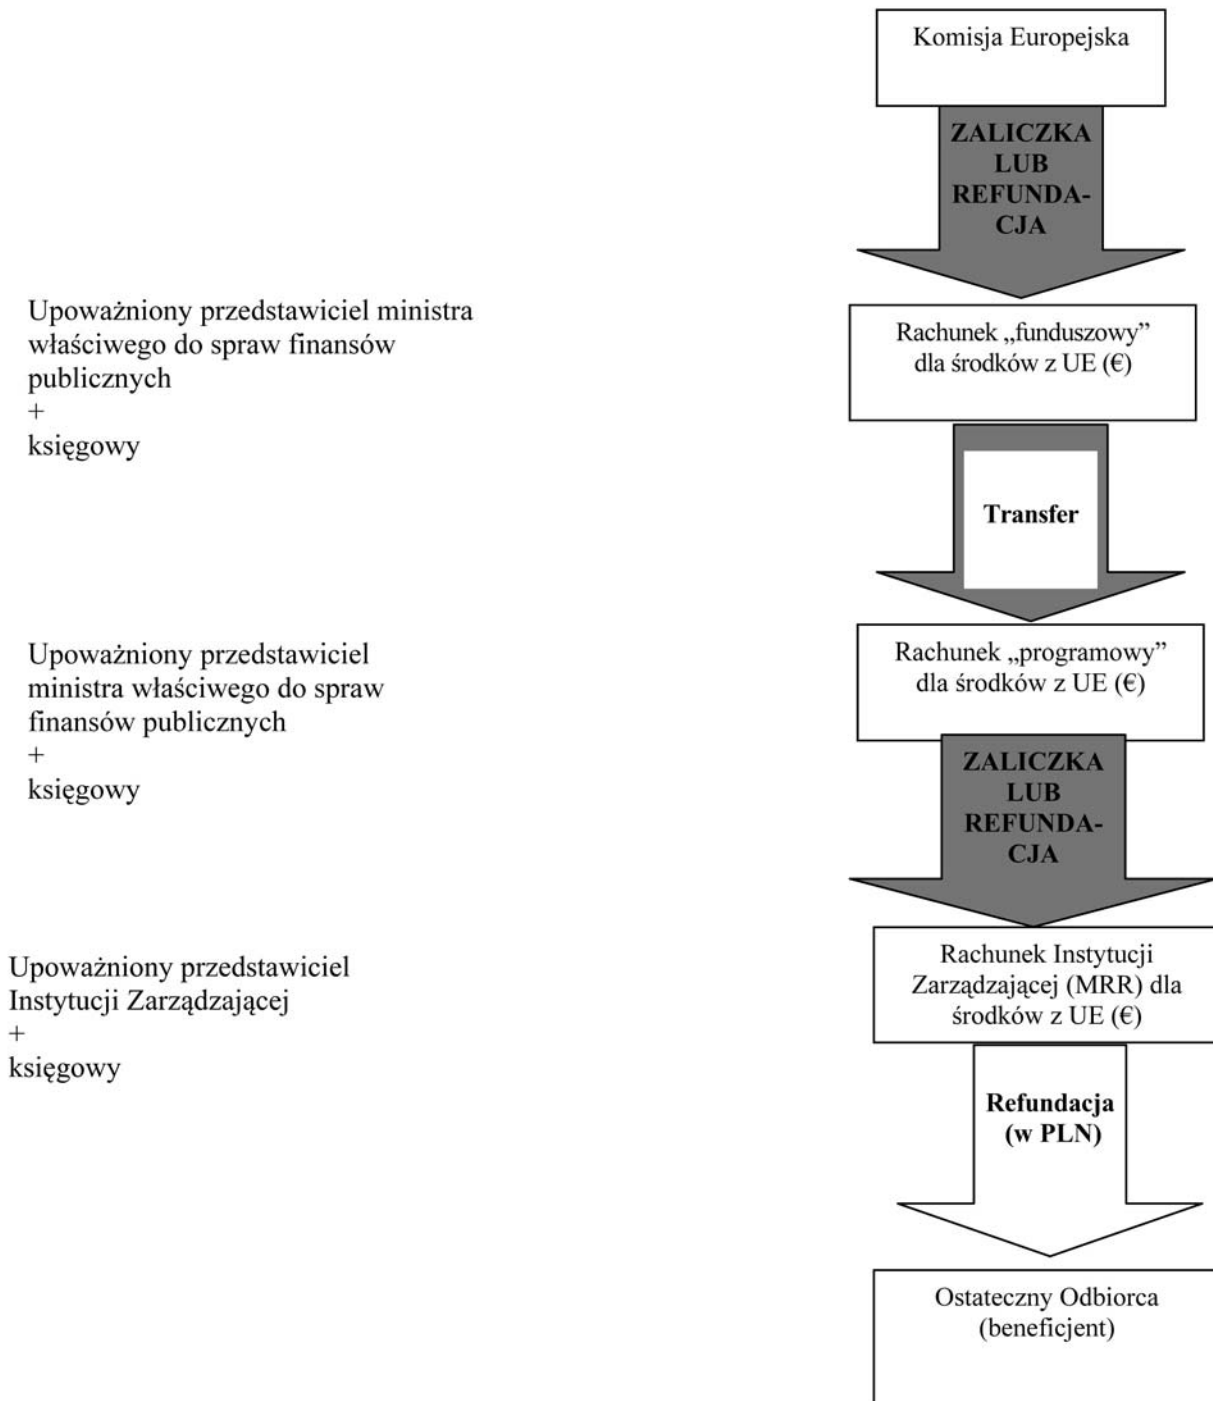 Komisja Europejska
ZALICZKA
LUB
REFUNDA-
CJA
Upoważniony przedstawiciel ministra
właściwego do spraw finansów
publicznych
+
księgowy
Rachunek „funduszowy”
dla środków z UE (€)
Transfer
Upoważniony przedstawiciel
ministra właściwego do spraw
finansów publicznych
+
księgowy
Rachunek „programowy”
dla środków z UE (€)
ZALICZKA
LUB
REFUNDA-
CJA
Upoważniony przedstawiciel
Instytucji Zarządzającej
+
księgowy
Rachunek Instytucji
Zarządzającej (MRR) dla
środków z UE (€)
Refundacja
(w PLN)
Ostateczny Odbiorca
(beneficjent)